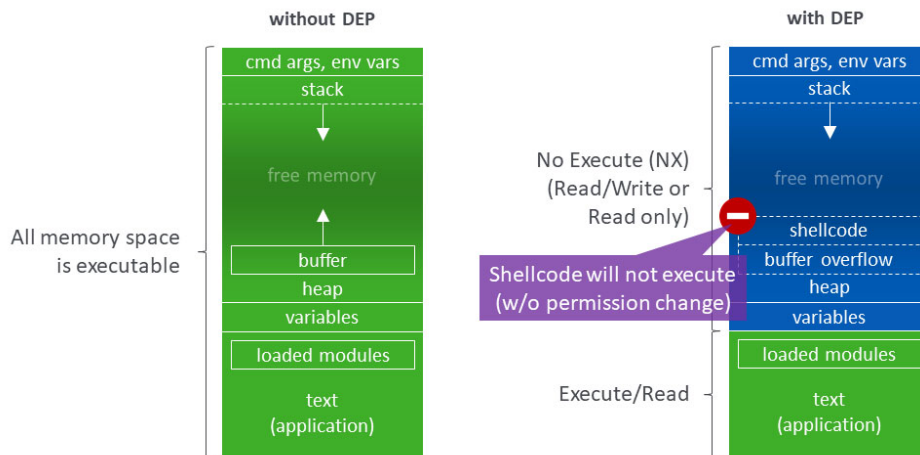 without DEP
cmd args, env vars
stack
free memory
buffer
heap
variables
loaded modules
text
(application)
All memory space
is executable
with DEP
cmd args, env vars
stack
free memory
shellcode
buffer overflow
heap
variables
loaded modules
text
(application)
No Execute (NX)
(Read/Write or
Read only)
Shellcode will not execute
(w/o permission change)
Execute/Read